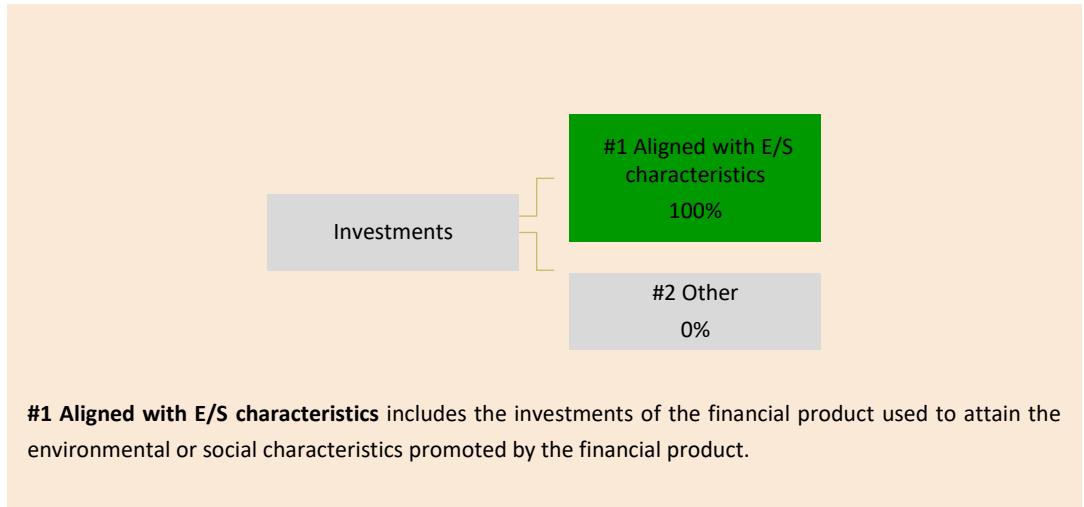 #1 Aligned with E/S
characteristics
100%
Investments
#2 Other
0%
#1 Aligned with E/S characteristics includes the investments of the financial product used to attain the
environmental or social characteristics promoted by the financial product.